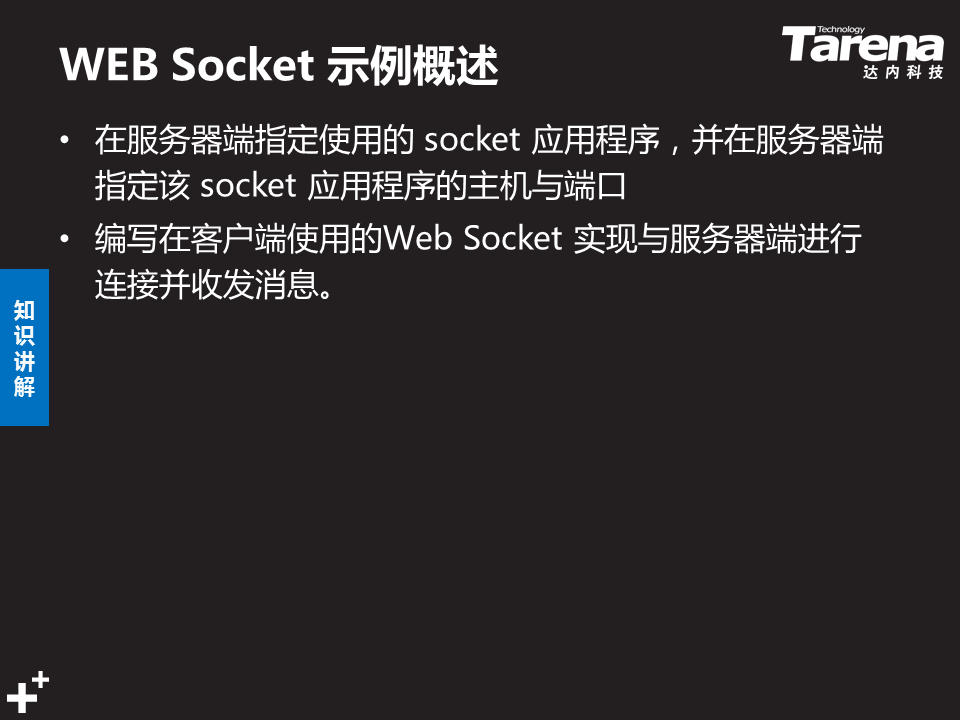 WEB Socket 示例概述
Technology
Tarena
达内科技
• 在服务器端指定使用的 socket 应用程序，并在服务器端
指定该 socket 应用程序的主机与端口
• 编写在客户端使用的Web Socket 实现与服务器端进行
连接并收发消息。
知
识
讲
解